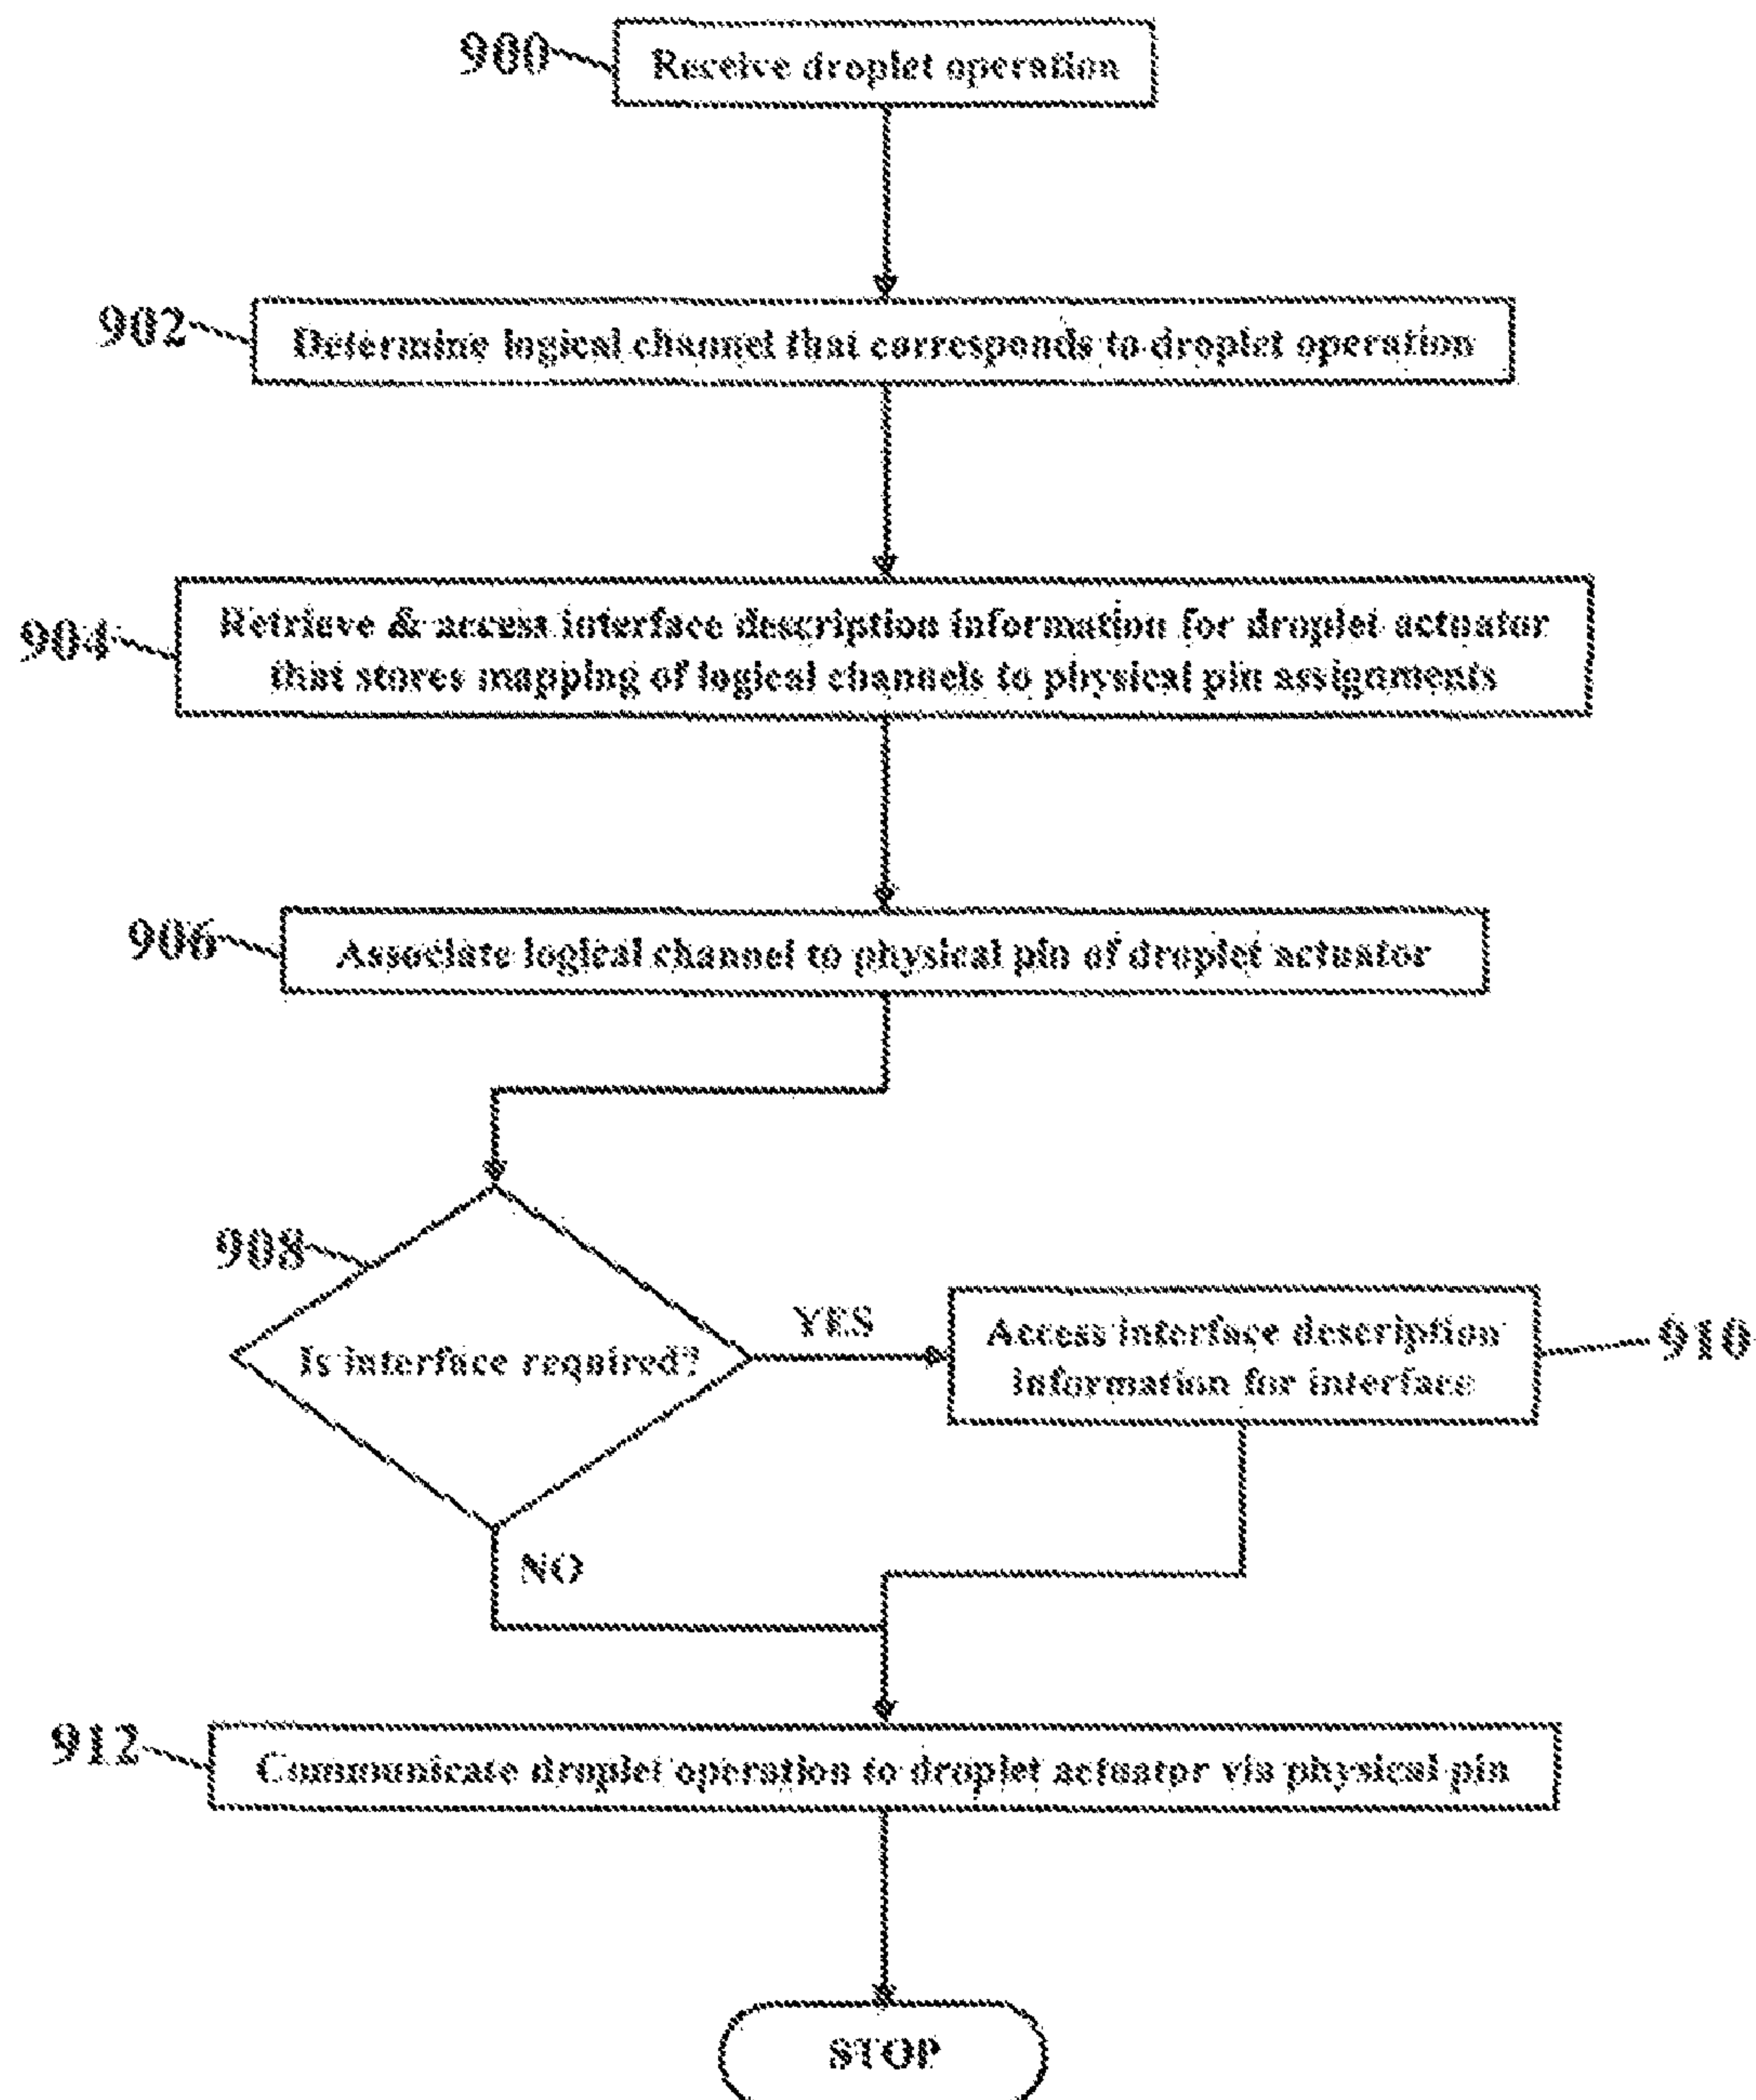 900
Receive droplet operation
902
Determine logical channel that corresponds to droplet operation
904
Retrieve & access interface description information for droplet actuator
that stores mapping of logical channels to physical pin assignments
906
Associate logical channel to physical pin of droplet actuator
908
Is interface required?
YES
Access interface description
information for interface
910
NO
912
Communicate droplet operation to droplet actuator via physical pin
STOP